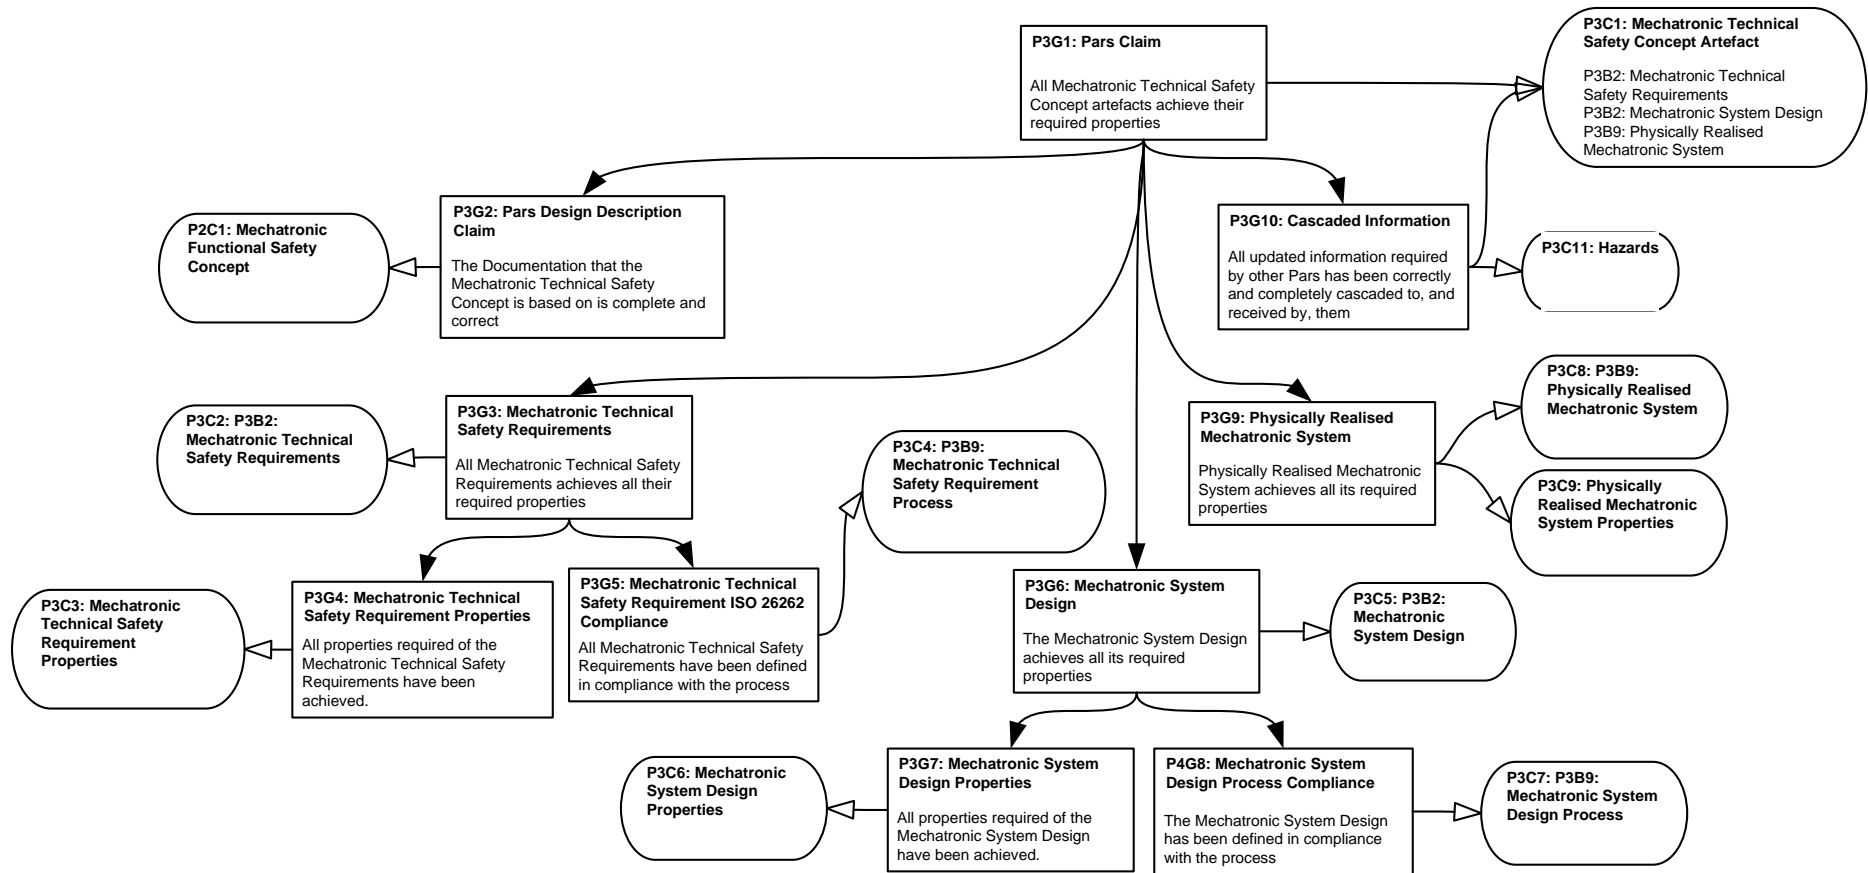 P3G1: Pars Claim
All Mechatronic Technical Safety
Concept artefacts achieve their
required properties
P3C1: Mechatronic Technical
Safety Concept Artefact
P3B2: Mechatronic Technical
Safety Requirements
P3B2: Mechatronic System Design
P3B9: Physically Realised
Mechatronic System
P2C1: Mechatronic
Functional Safety
Concept
P3G2: Pars Design Description
Claim
The Documentation that the
Mechatronic Technical Safety
Concept is based on is complete and
correct
P3G10: Cascaded Information
All updated information required
by other Pars has been correctly
and completely cascaded to, and
received by, them
P3C11: Hazards
P3C2: P3B2:
Mechatronic Technical
Safety Requirements
P3G3: Mechatronic Technical
Safety Requirements
All Mechatronic Technical Safety
Requirements achieves all their
required properties
P3C4: P3B9:
Mechatronic Technical
Safety Requirement
Process
P3G9: Physically Realised
Mechatronic System
Physically Realised Mechatronic
System achieves all its required
properties
P3C8: P3B9:
Physically Realised
Mechatronic System
P3C9: Physically
Realised Mechatronic
System Properties
P3C3: Mechatronic
Technical Safety
Requirement
Properties
P3G4: Mechatronic Technical
Safety Requirement Properties
All properties required of the
Mechatronic Technical Safety
Requirements have been
achieved.
P3G5: Mechatronic Technical
Safety Requirement ISO 26262
Compliance
All Mechatronic Technical Safety
Requirements have been defined
in compliance with the process
P3G6: Mechatronic System
Design
The Mechatronic System Design
achieves all its required
properties
P3C5: P3B2:
Mechatronic
System Design
P3C6: Mechatronic
System Design
Properties
P3G7: Mechatronic System
Design Properties
All properties required of the
Mechatronic System Design
have been achieved.
P4G8: Mechatronic System
Design Process Compliance
The Mechatronic System Design
has been defined in compliance
with the process
P3C7: P3B9:
Mechatronic System
Design Process